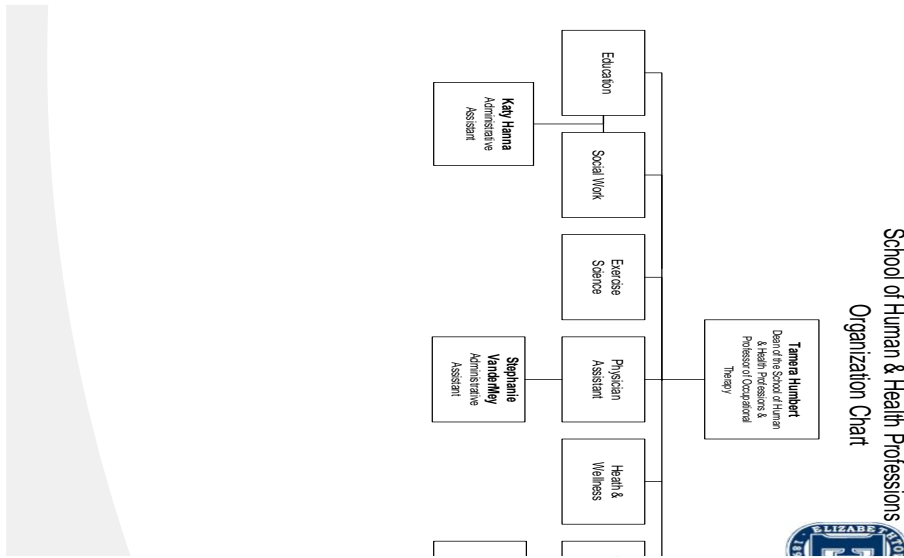 School of Human & Health Professions
Organization Chart
Tamera Humbert
Dean of the School of Human
& Health Professions &
Professor of Occupational
Therapy
Education
Social Work
Exercise
Science
Physician
Assistant
Heath &
Wellness
Katy Hanna
Administrative
Assistant
Stephanie
VanderMey
Administrative
Assistant